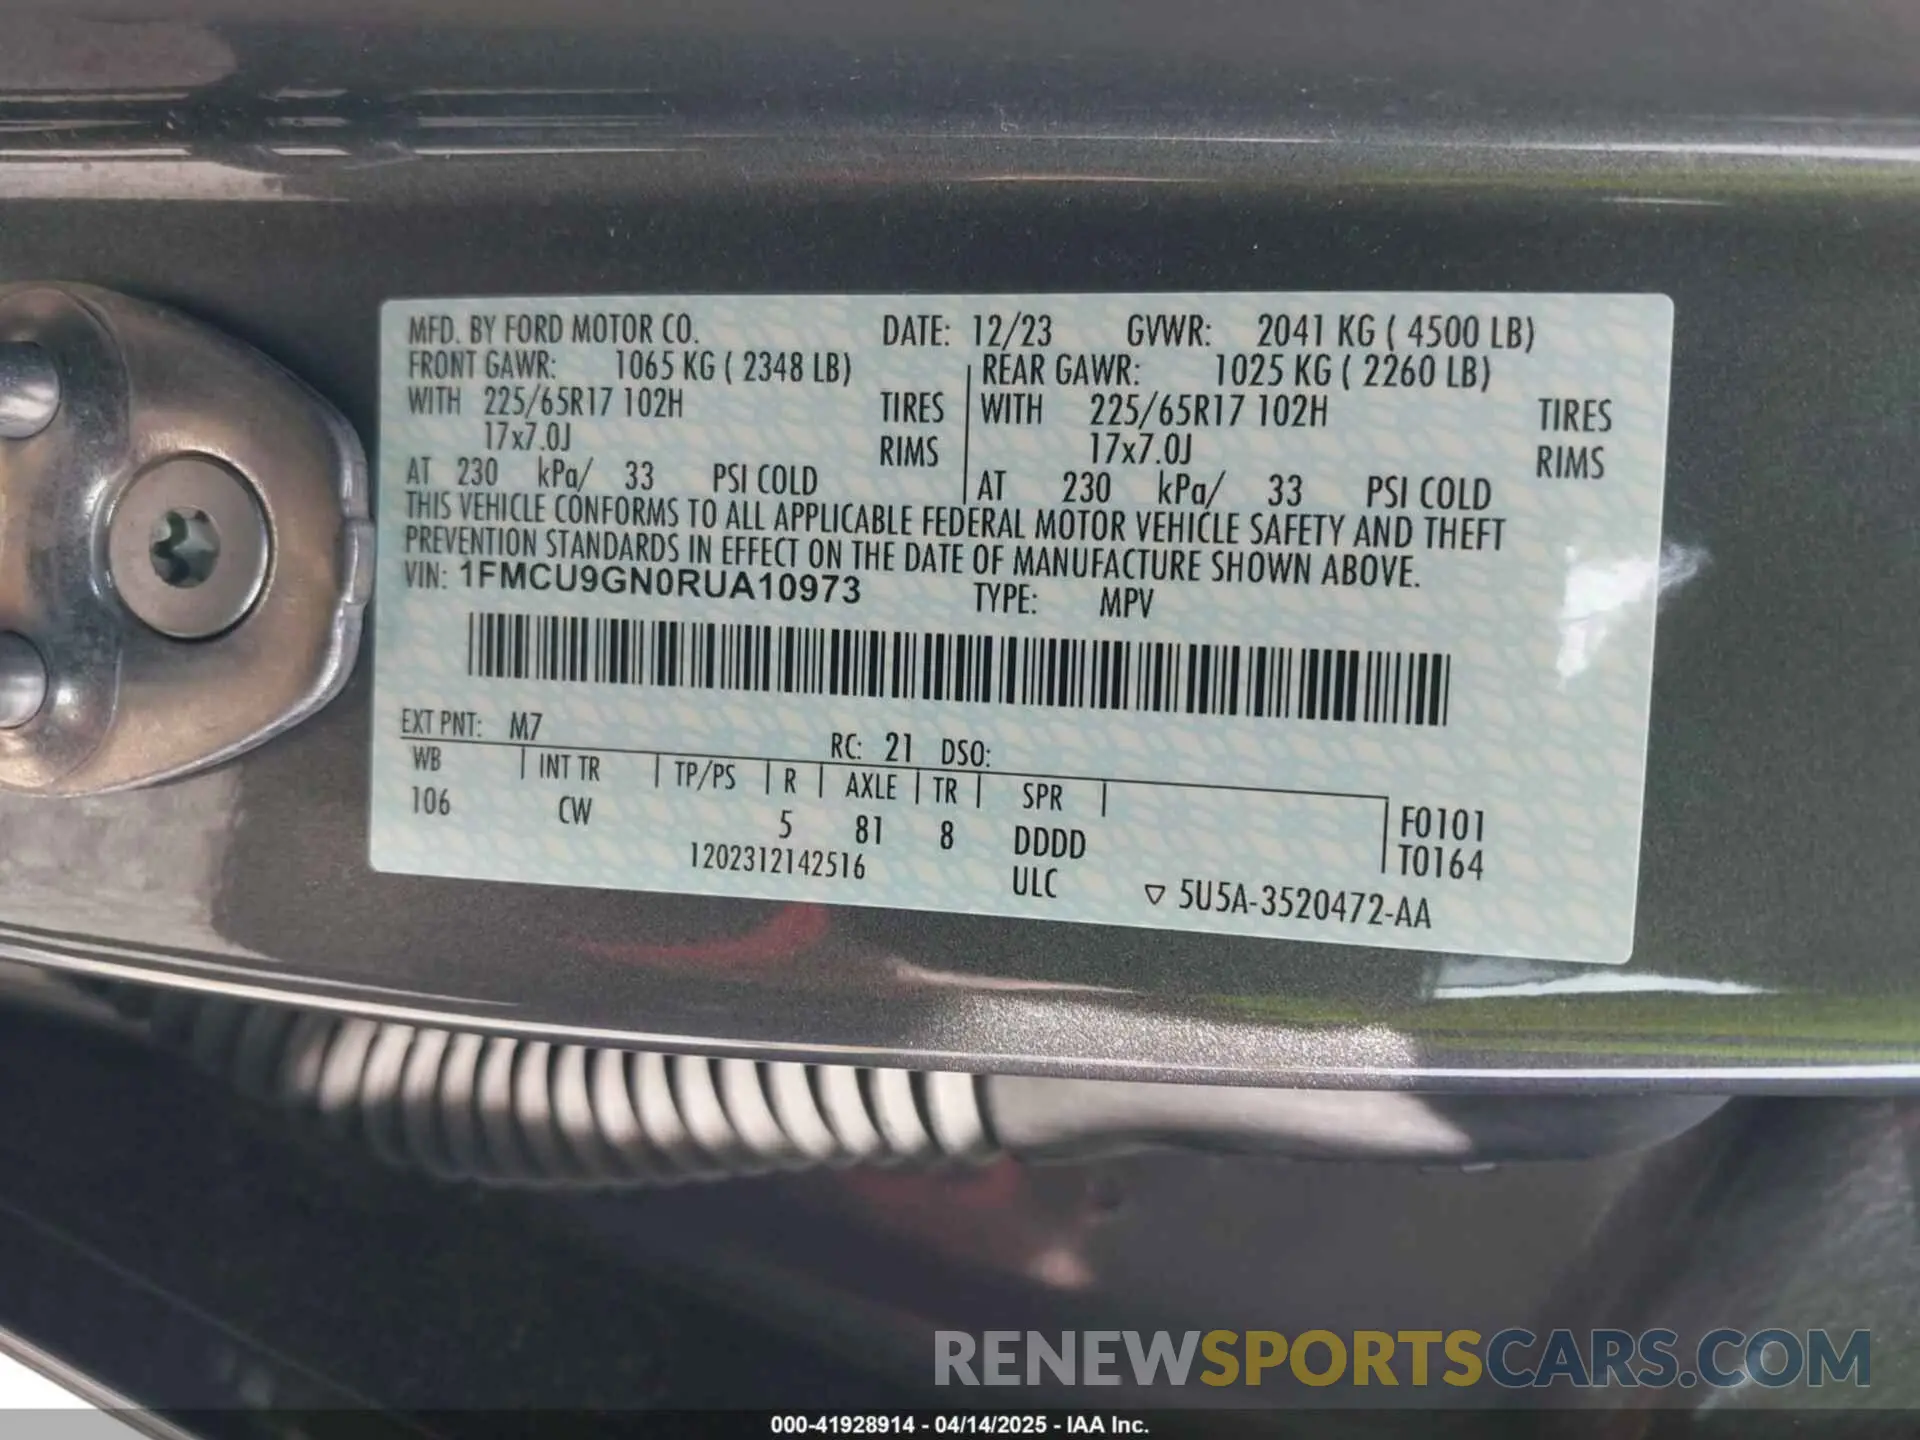 MFD. BY FORD MOTOR CO. DATE: 12/23 GVWR: 2041 KG ( 4500 LB)
FRONT GAWR: 1065 KG ( 2348 LB) REAR GAWR: 1025 KG ( 2260 LB)
WITH 225/65R17 102H TIRES WITH 225/65R17 102H TIRES
17x7.0J RIMS 17x7.0J RIMS
AT 230 kPa/ 33 PSI COLD AT 230 kPa/ 33 PSI COLD
THIS VEHICLE CONFORMS TO ALL APPLICABLE FEDERAL MOTOR VEHICLE SAFETY AND THEFT
PREVENTION STANDARDS IN EFFECT ON THE DATE OF MANUFACTURE SHOWN ABOVE.
VIN: 1FMCU9GN0RUA10973 TYPE: MPV
EXT PNT: M7 RC: 21 DSO:
WB INT TR TP/PS R AXLE TR SPR
106 CW 5 81 8 DDDD F0101
T0164
1202312142516 ULC ▽ 5U5A-3520472-AA
RENEWSPORTSCARS.COM
000-41928914 - 04/14/2025 - IAA Inc.